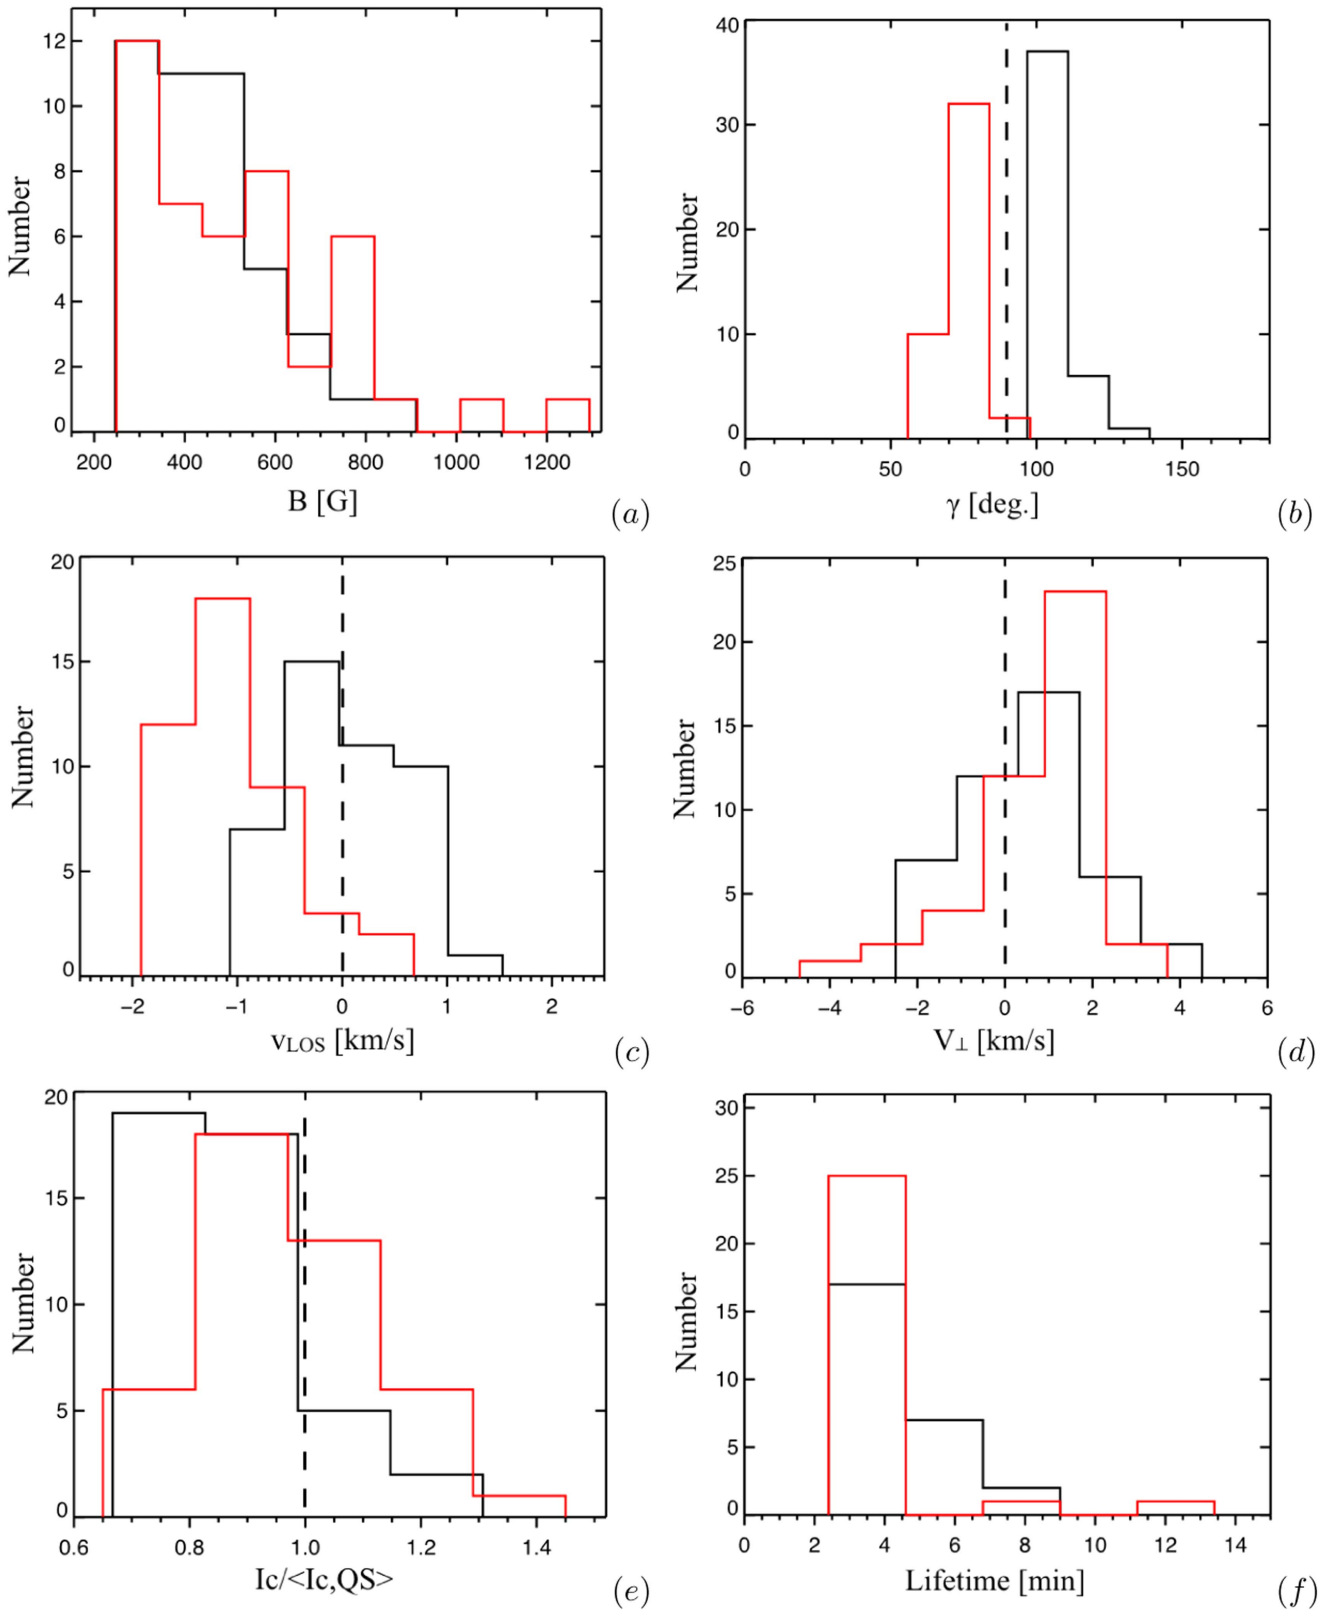 12
10
8
6
4
2
0
Number
200 400 600 800 1000 1200
B [G]
(a)
40
30
20
10
0
Number
0 50 100 150
γ [deg.]
(b)
20
15
10
5
0
Number
−2 −1 0 1 2
vLOS [km/s]
(c)
25
20
15
10
5
0
Number
−6 −4 −2 0 2 4 6
V⊥ [km/s]
(d)
20
15
10
5
0
Number
0.6 0.8 1.0 1.2 1.4
Ic/<Ic,QS>
(e)
30
25
20
15
10
5
0
Number
0 2 4 6 8 10 12 14
Lifetime [min]
(f)